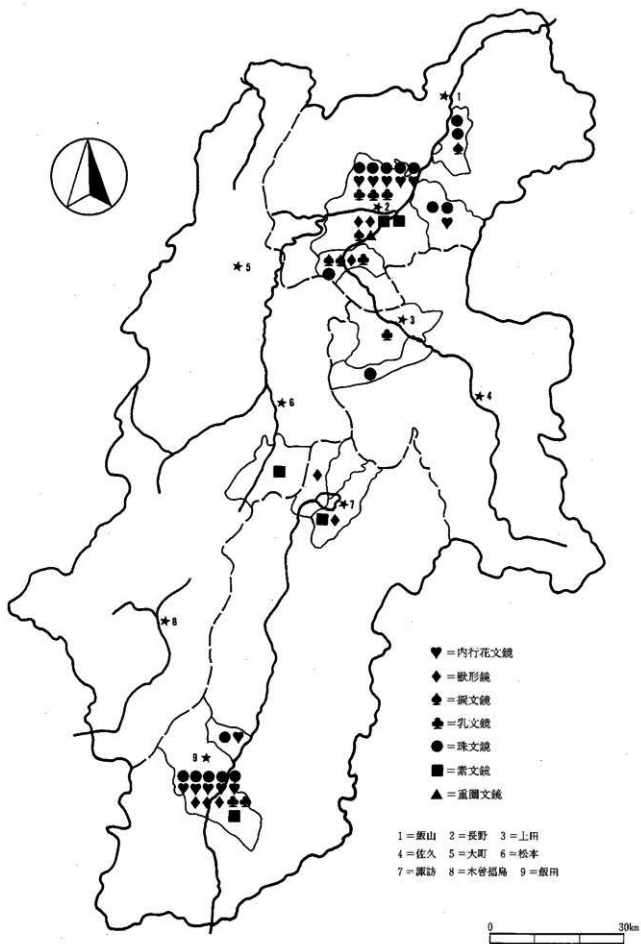 1
2
3
4
5
6
7
8
9
♥=内行花文鏡
♦=獣形鏡
♠=捩文鏡
♣=乳文鏡
●=珠文鏡
■=素文鏡
▲=重圏文鏡
1=飯山 2=長野 3=上田
4=佐久 5=大町 6=松本
7=諏訪 8=木曽福島 9=飯田
0 30km